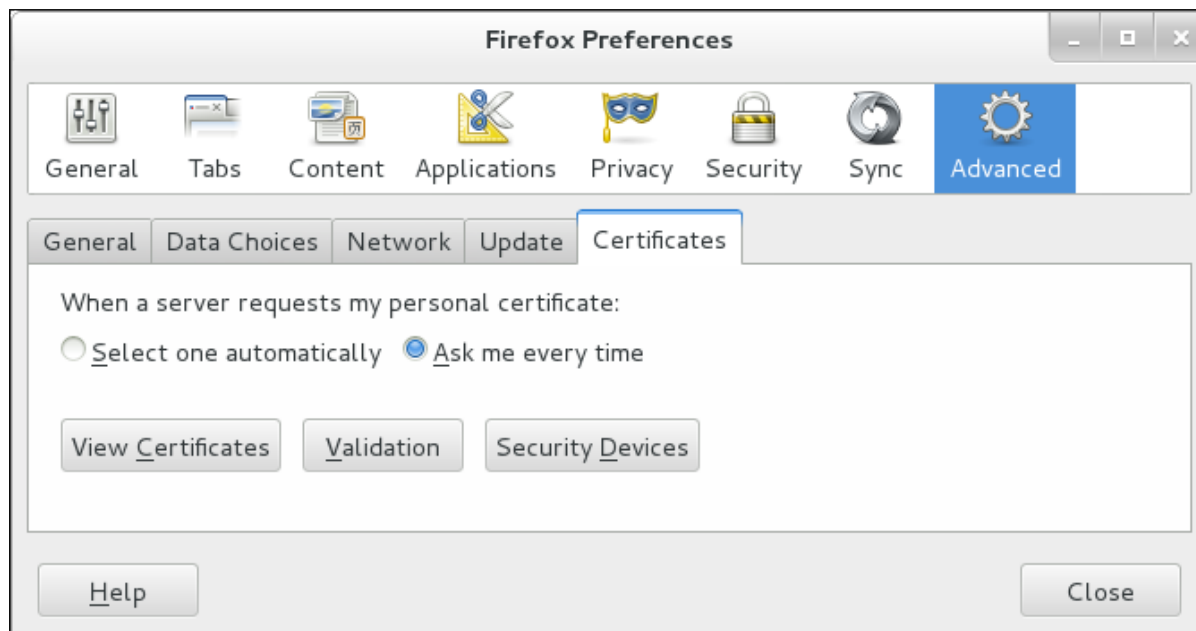 Firefox Preferences
General Tabs Content Applications Privacy Security Sync Advanced
General Data Choices Network Update Certificates
When a server requests my personal certificate:
Select one automatically Ask me every time
View Certificates Validation Security Devices
Help Close